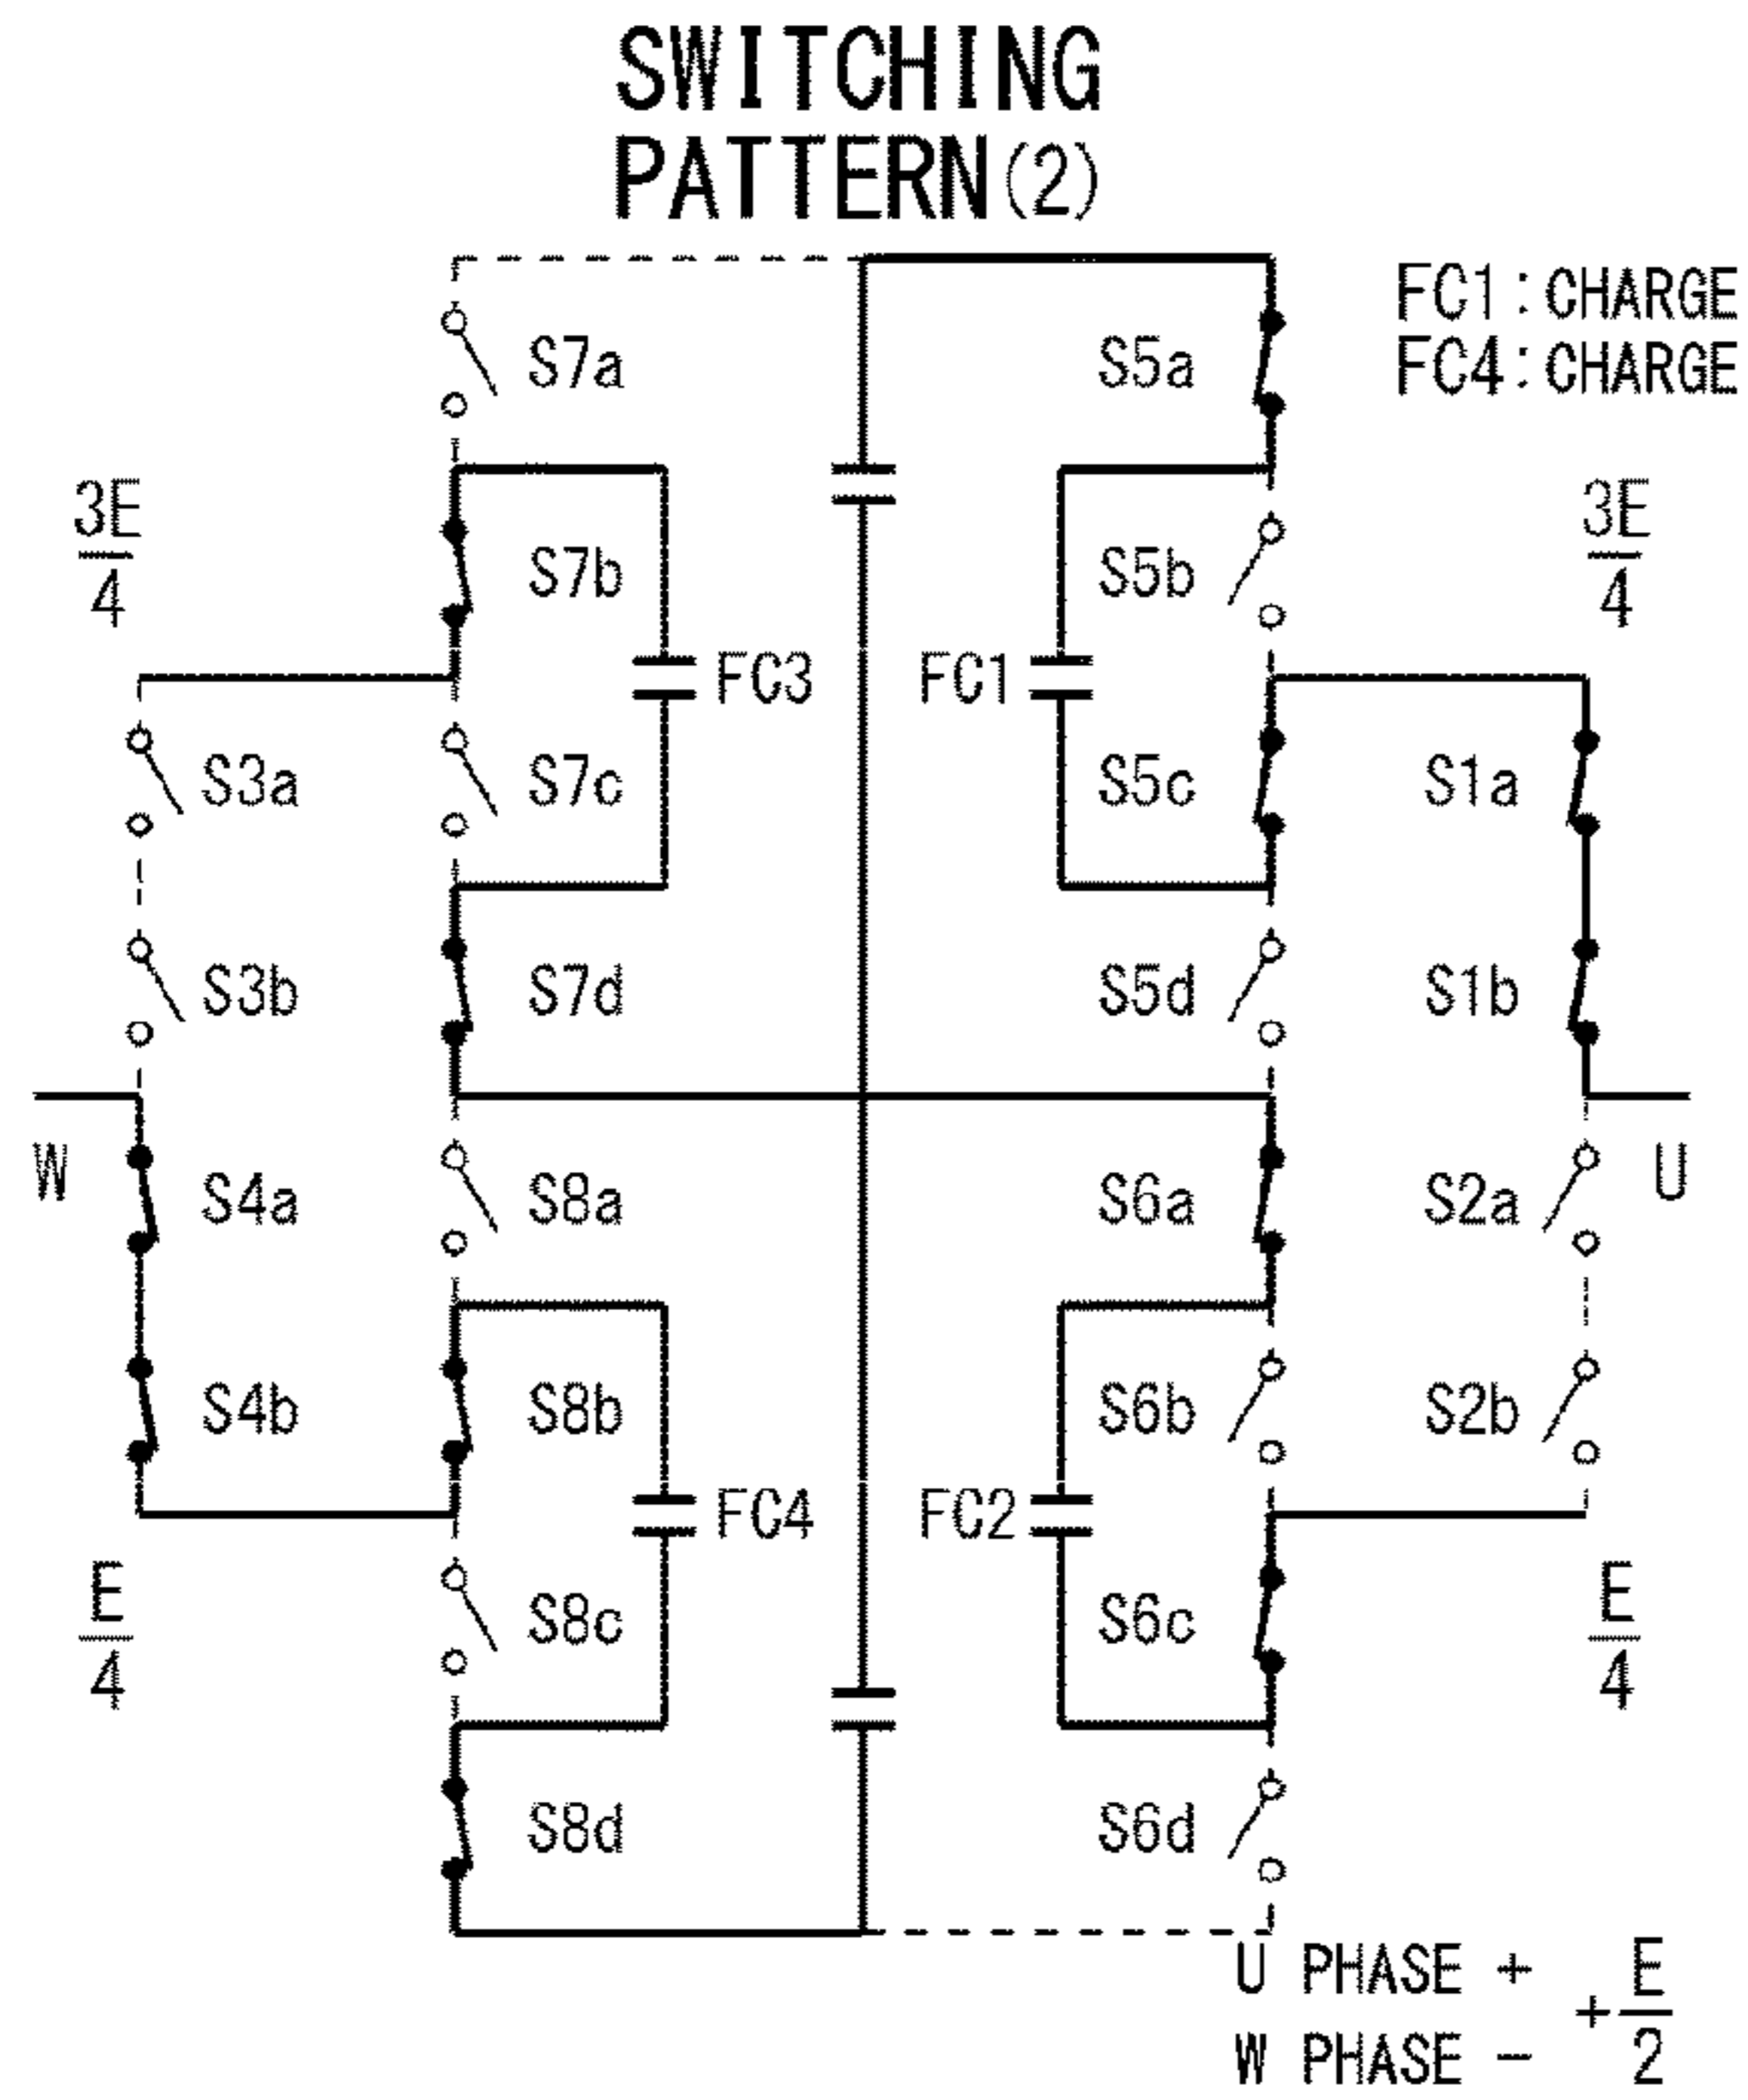 SWITCHING
PATTERN(2)
FC1:CHARGE
FC4:CHARGE
S7a
S5a
3E
4
S7b
S5b
3E
4
FC3
FC1
S3a
S7c
S5c
S1a
S3b
S7d
S5d
S1b
W
S4a
S8a
S6a
S2a
U
S4b
S8b
S6b
S2b
FC4
FC2
E
4
S8c
S6c
E
4
S8d
S6d
U PHASE +
W PHASE -
+E
2